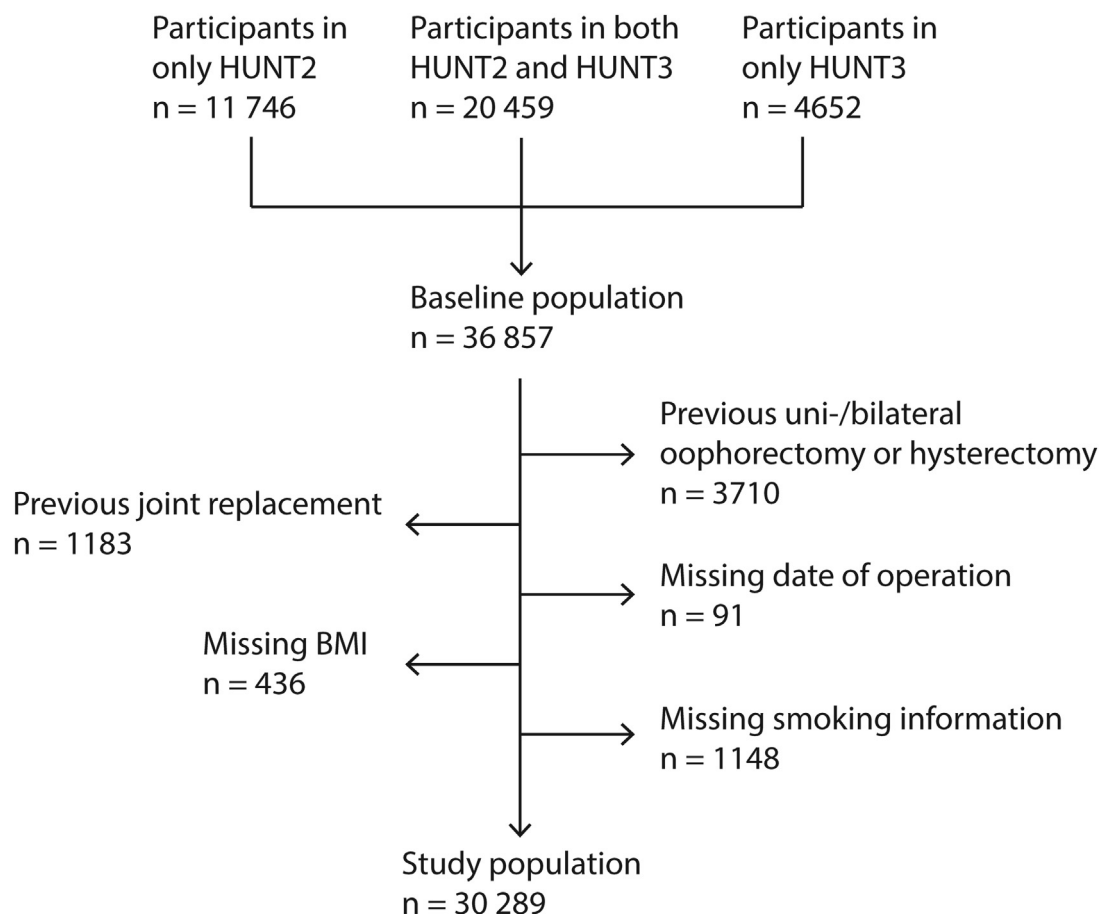 Participants in
only HUNT2
n = 11 746
Participants in both
HUNT2 and HUNT3
n = 20 459
Participants in
only HUNT3
n = 4652
Baseline population
n = 36 857
Previous uni-/bilateral
oophorectomy or hysterectomy
n = 3710
Previous joint replacement
n = 1183
Missing date of operation
n = 91
Missing BMI
n = 436
Missing smoking information
n = 1148
Study population
n = 30 289